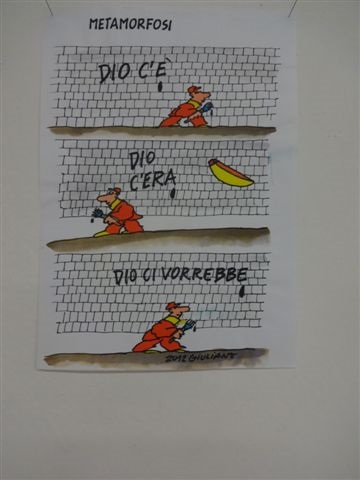 METAMORFOSI
DIO C'È
DIO
C'ERA
DIO CI VORREBBE
2012 GIULIANO